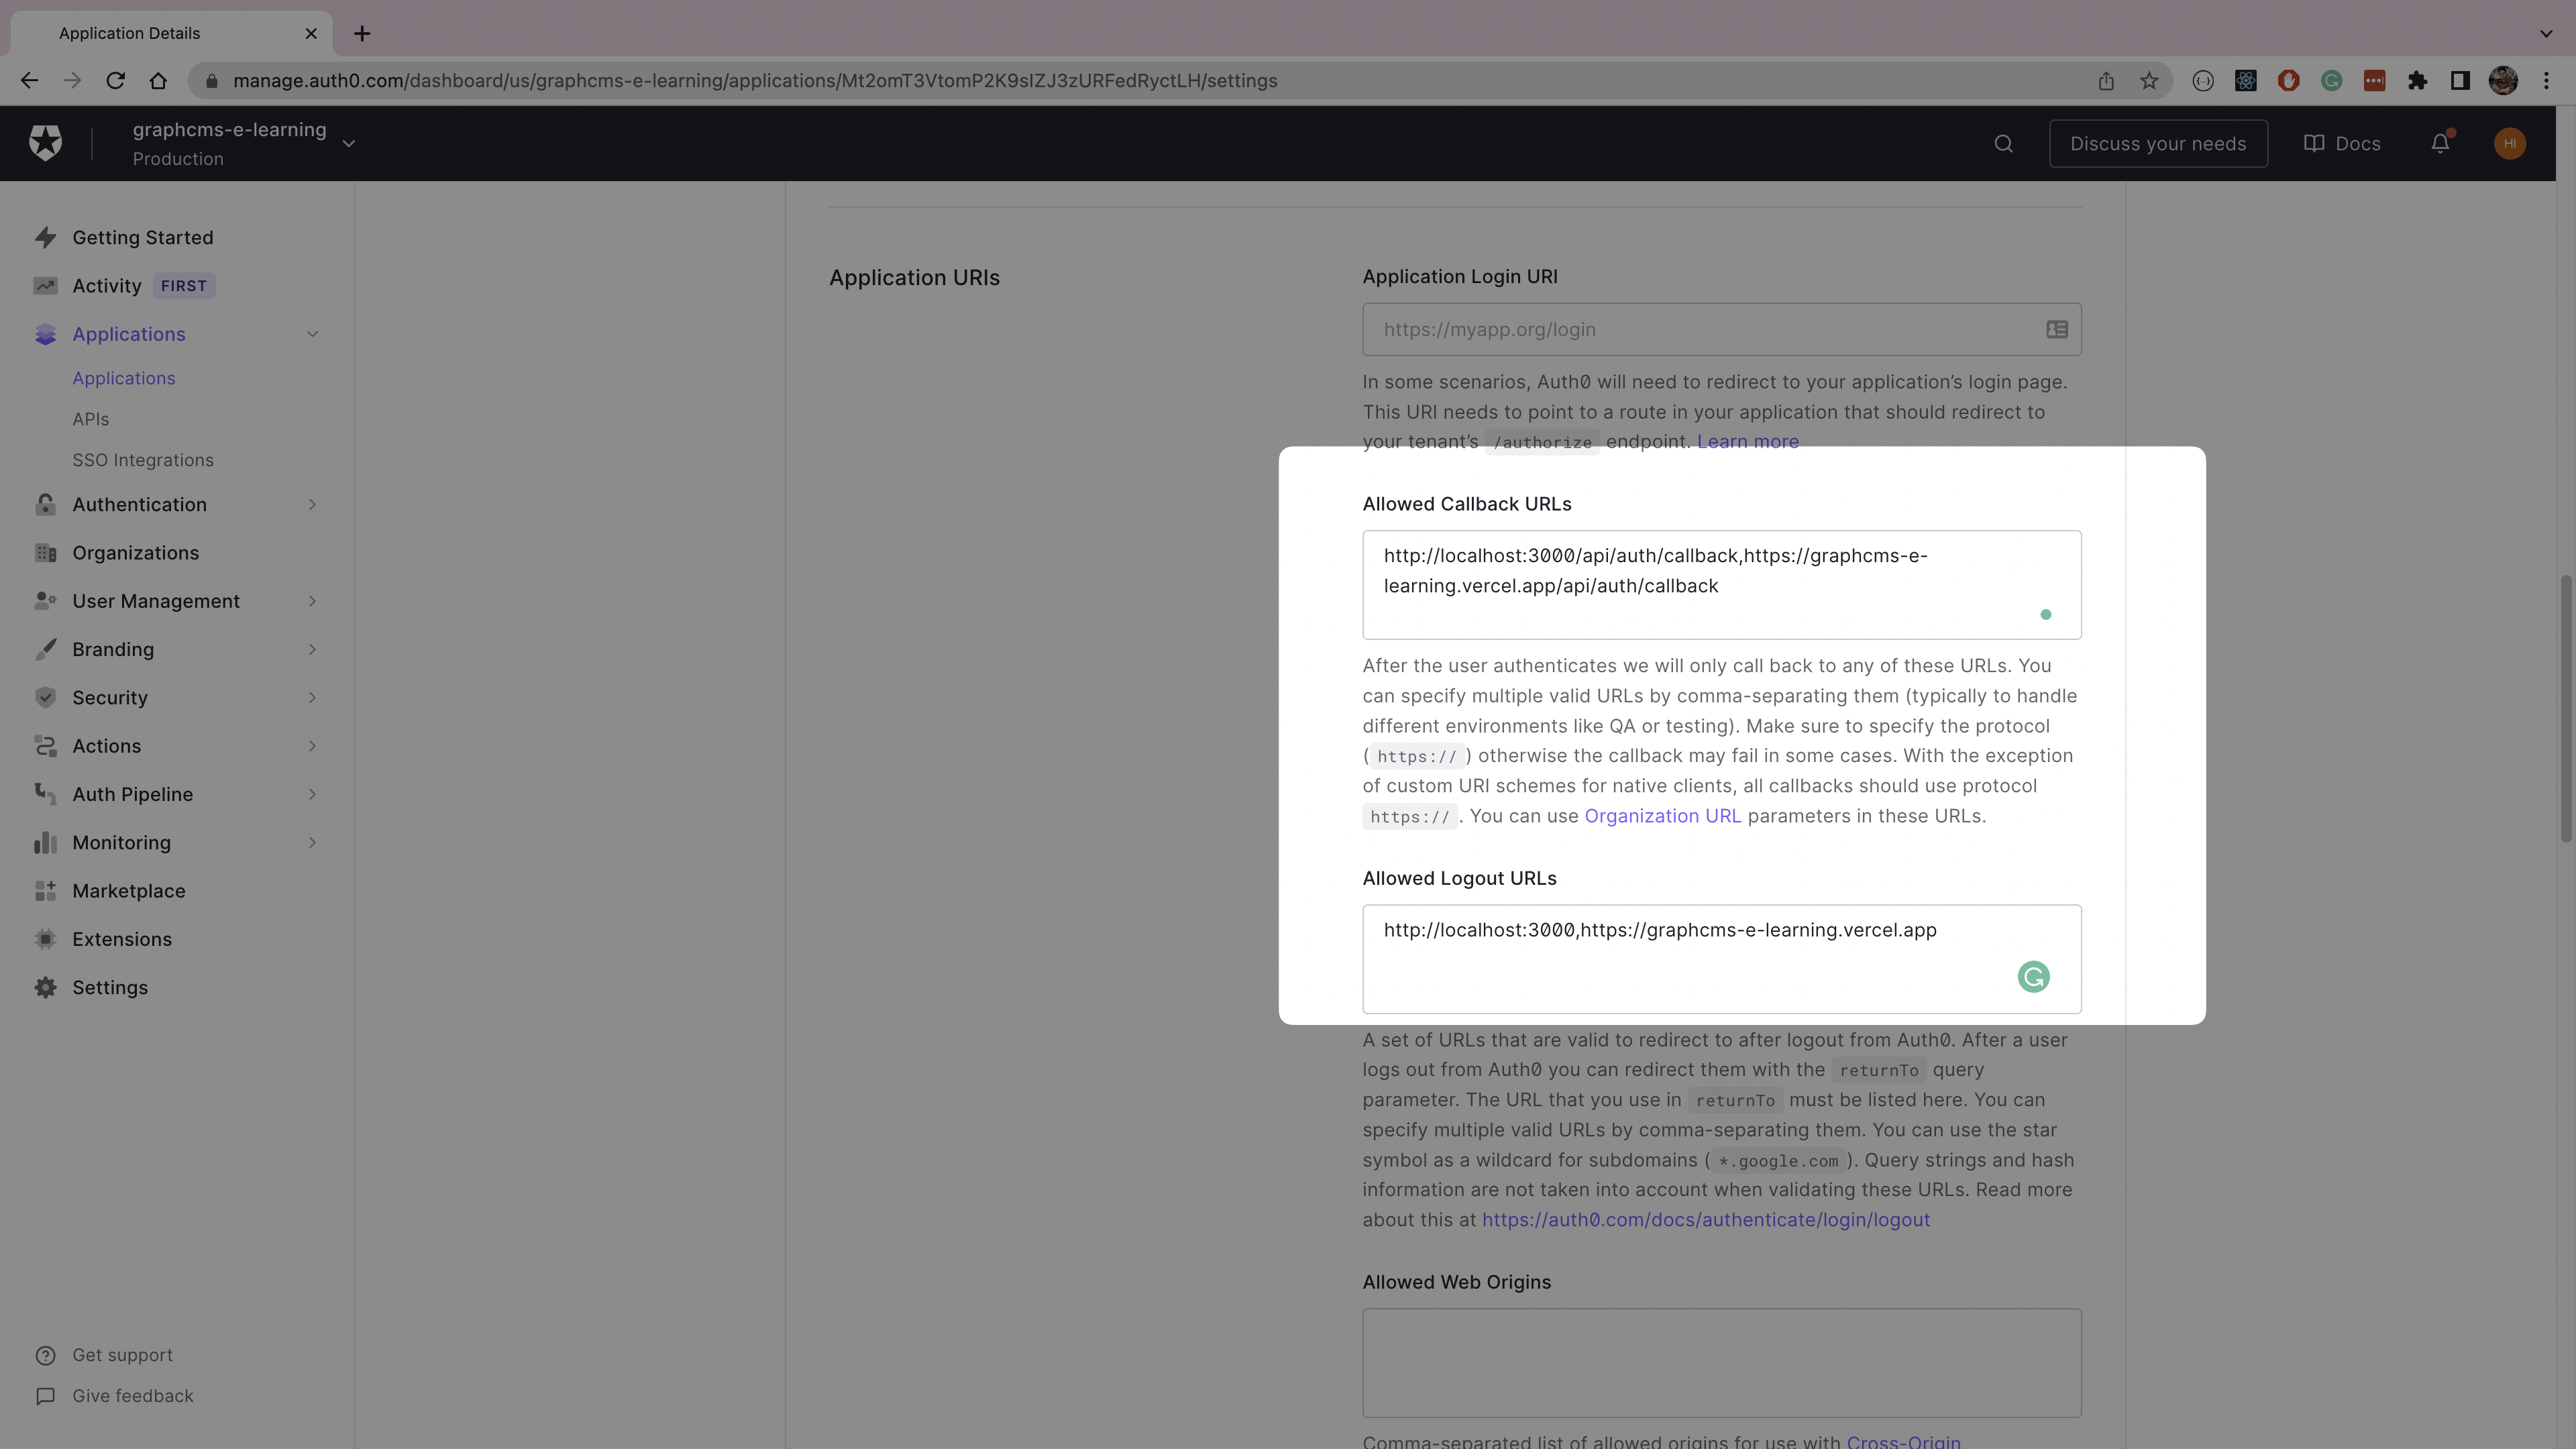 Application Details
manage.auth0.com/dashboard/us/graphcms-e-learning/applications/Mt2omT3VtomP2K9sIZJ3zURFedRyctLH/settings
graphcms-e-learning
Production
Discuss your needs
Docs
HI
Getting Started
Activity FIRST
Applications
Applications
APIs
SSO Integrations
Authentication
Organizations
User Management
Branding
Security
Actions
Auth Pipeline
Monitoring
Marketplace
Extensions
Settings
Get support
Give feedback
Application URIs
Application Login URI
https://myapp.org/login
In some scenarios, Auth0 will need to redirect to your application’s login page.
This URI needs to point to a route in your application that should redirect to
your tenant’s /authorize endpoint. Learn more
Allowed Callback URLs
http://localhost:3000/api/auth/callback,https://graphcms-e-
learning.vercel.app/api/auth/callback
After the user authenticates we will only call back to any of these URLs. You
can specify multiple valid URLs by comma-separating them (typically to handle
different environments like QA or testing). Make sure to specify the protocol
( https:// ) otherwise the callback may fail in some cases. With the exception
of custom URI schemes for native clients, all callbacks should use protocol
https:// . You can use Organization URL parameters in these URLs.
Allowed Logout URLs
http://localhost:3000,https://graphcms-e-learning.vercel.app
A set of URLs that are valid to redirect to after logout from Auth0. After a user
logs out from Auth0 you can redirect them with the returnTo query
parameter. The URL that you use in returnTo must be listed here. You can
specify multiple valid URLs by comma-separating them. You can use the star
symbol as a wildcard for subdomains ( *.google.com ). Query strings and hash
information are not taken into account when validating these URLs. Read more
about this at https://auth0.com/docs/authenticate/login/logout
Allowed Web Origins
Comma-separated list of allowed origins for use with Cross-Origin